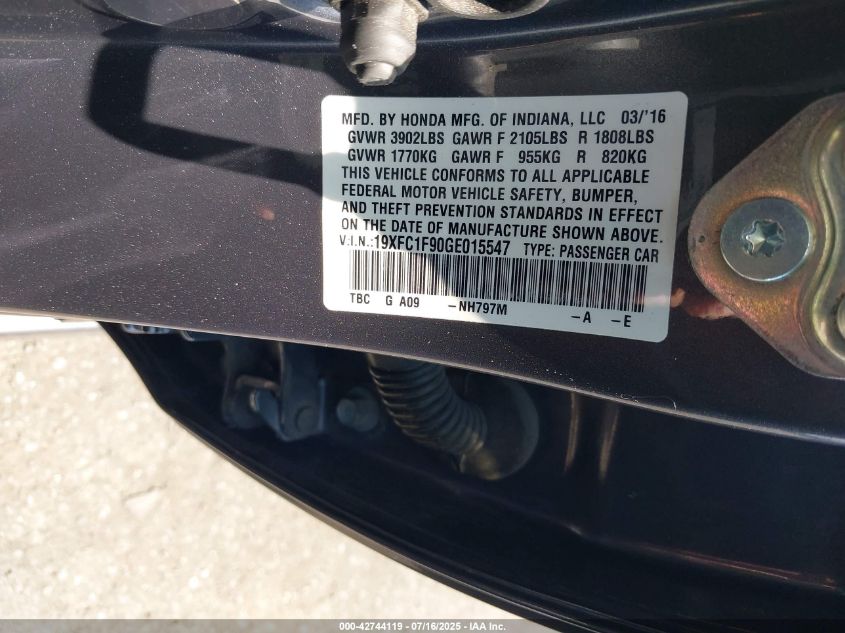 MFD. BY HONDA MFG. OF INDIANA, LLC 03/'16
GVWR 3902LBS GAWR F 2105LBS R 1808LBS
GVWR 1770KG GAWR F 955KG R 820KG
THIS VEHICLE CONFORMS TO ALL APPLICABLE
FEDERAL MOTOR VEHICLE SAFETY, BUMPER,
AND THEFT PREVENTION STANDARDS IN EFFECT
ON THE DATE OF MANUFACTURE SHOWN ABOVE.
V.I.N.:19XFC1F90GE015547 TYPE: PASSENGER CAR
TBC G A09 -NH797M -A -E
000-42744119 - 07/16/2025 - IAA Inc.